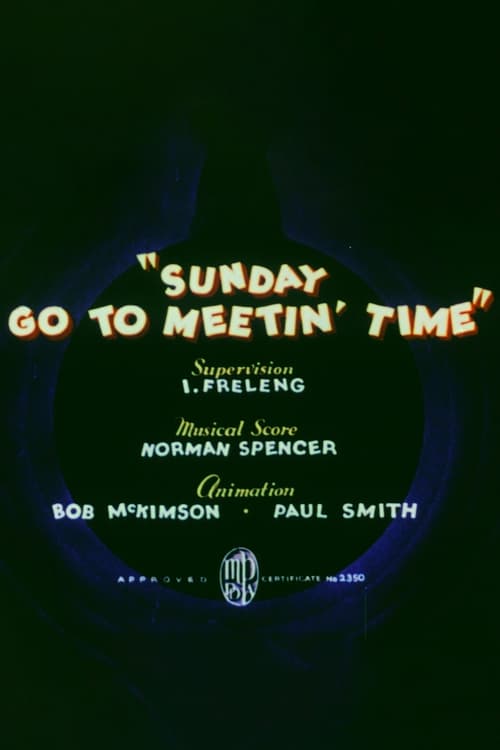 "SUNDAY
GO TO MEETIN' TIME"
Supervision
I. FRELENG
Musical Score
NORMAN SPENCER
Animation
BOB McKIMSON • PAUL SMITH
APPROVED MPPDA CERTIFICATE No 2350